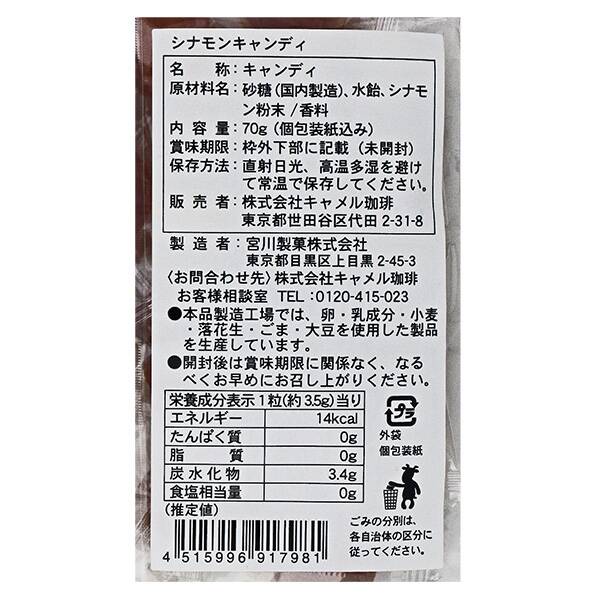 シナモンキャンディ
名称：キャンディ
原材料名：砂糖（国内製造）、水飴、シナモ
ン粉末/香料
内容量：70g（個包装紙込み）
賞味期限：枠外下部に記載（未開封）
保存方法：直射日光、高温多湿を避け
て常温で保存してください。
販売者：株式会社キャメル珈琲
東京都世田谷区代田 2-31-8
製造者：宮川製菓株式会社
東京都目黒区上目黒 2-45-3
〈お問合わせ先〉株式会社キャメル珈琲
お客様相談室 TEL：0120-415-023
●本品製造工場では、卵・乳成分・小麦
・落花生・ごま・大豆を使用した製品
を生産しています。
●開封後は賞味期限に関係なく、なる
べくお早めにお召し上がりください。
栄養成分表示 1粒（約3.5g）当り
エネルギー 14kcal
たんぱく質 0g
脂質 0g
炭水化物 3.4g
食塩相当量 0g
（推定値）
プラ
外袋
個包装紙
ごみの分別は、
各自治体の区分に
従ってください。
4 515996 917981